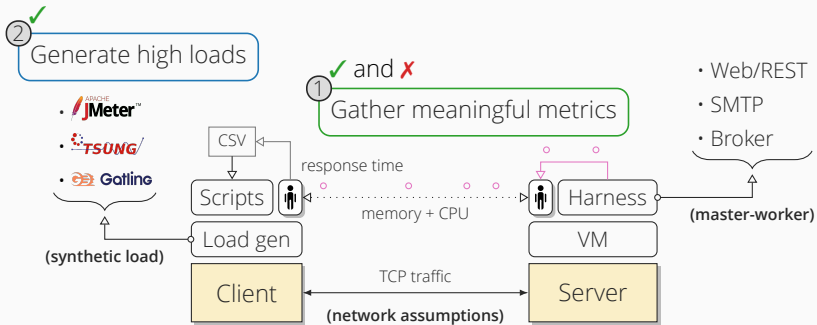 2 ✓
Generate high loads
1 ✓ and ✗
Gather meaningful metrics
• APACHE JMeter™
• TSUNG
• Gatling
• Web/REST
• SMTP
• Broker
CSV
response time
Scripts
memory + CPU
Harness
(master-worker)
Load gen
VM
(synthetic load)
Client
TCP traffic
Server
(network assumptions)